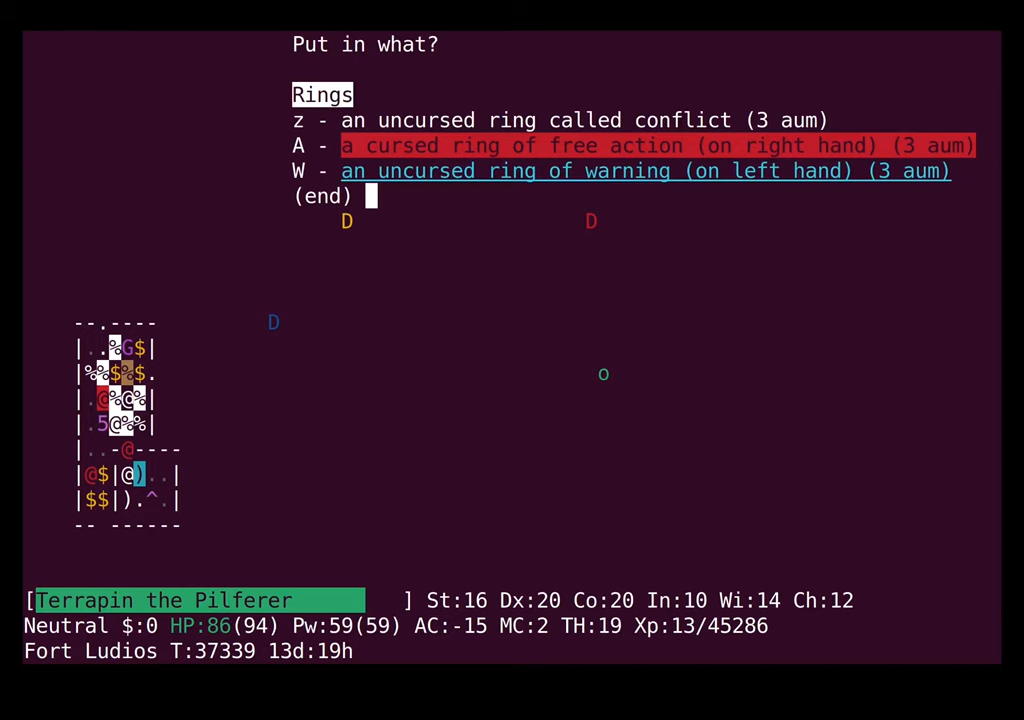 Put in what?
Rings
z - an uncursed ring called conflict (3 aum)
A - a cursed ring of free action (on right hand) (3 aum)
W - an uncursed ring of warning (on left hand) (3 aum)
(end)
D D
D
--.----
|..%G$|
|%%$%$. o
|.@%@%|
|.5@%%|
|..-@----
|@$|@)..|
|$$|).^.|
-- ------
[Terrapin the Pilferer ] St:16 Dx:20 Co:20 In:10 Wi:14 Ch:12
Neutral $:0 HP:86(94) Pw:59(59) AC:-15 MC:2 TH:19 Xp:13/45286
Fort Ludios T:37339 13d:19h